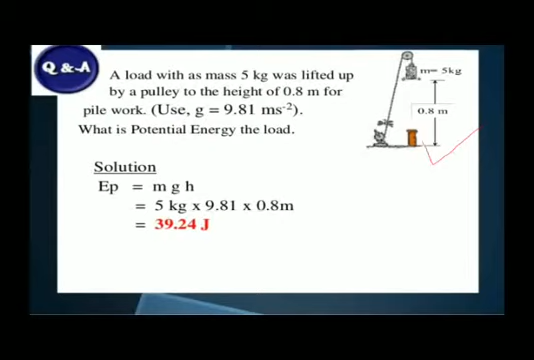 Q & A
A load with as mass 5 kg was lifted up
by a pulley to the height of 0.8 m for
pile work. (Use, g = 9.81 ms⁻²).
What is Potential Energy the load.
m= 5kg
0.8 m
Solution
Ep = m g h
= 5 kg x 9.81 x 0.8m
= 39.24 J